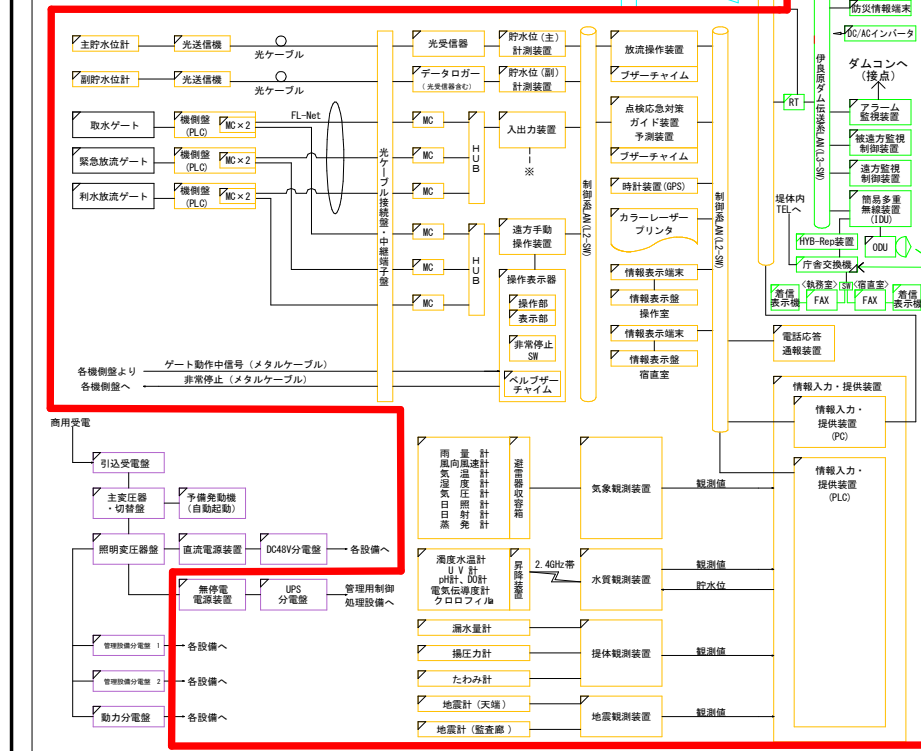 主貯水位計
光送信機
光ケーブル
光受信器
貯水位(主)
計測装置
放流操作装置
副貯水位計
光送信機
光ケーブル
データロガー
(光受信器含む)
貯水位(副)
計測装置
ブザーチャイム
取水ゲート
機側盤
(PLC)
MC×2
FL-Net
MC
入出力装置
※
点検応急対策
ガイド装置
予測装置
緊急放流ゲート
機側盤
(PLC)
MC×2
MC
HUB
ブザーチャイム
利水放流ゲート
機側盤
(PLC)
MC×2
MC
時計装置(GPS)
光ケーブル接続盤・中継端子盤
制御系LAN(L2-SW)
制御系LAN(L2-SW)
MC
遠方手動
操作装置
カラーレーザー
プリンタ
MC
HUB
操作表示器
情報表示端末
MC
操作部
表示部
情報表示盤
操作室
非常停止
SW
情報表示端末
情報表示盤
宿直室
各機側盤より
ゲート動作中信号(メタルケーブル)
各機側盤へ
非常停止(メタルケーブル)
ベルブザー
チャイム
防災情報端末
DC/ACインバータ
伊良原ダム伝送系LAN(L3-SW)
ダムコンへ
(接点)
RT
アラーム
監視装置
被遠方監視
制御装置
遠方監視
制御装置
堤体内
TELへ
簡易多重
無線装置
(IDU)
HYB-Rep装置
ODU
庁舎交換機
<執務室>
SW
<宿直室>
着信
表示機
FAX
FAX
着信
表示機
電話応答
通報装置
情報入力・提供装置
情報入力・
提供装置
(PC)
情報入力・
提供装置
(PLC)
商用受電
引込受電盤
主変圧器
・切替盤
予備発動機
(自動起動)
照明変圧器盤
直流電源装置
DC48V分電盤
各設備へ
無停電
電源装置
UPS
分電盤
管理用制御
処理設備へ
管理設備分電盤 1
各設備へ
管理設備分電盤 2
各設備へ
動力分電盤
各設備へ
雨量計
風向風速計
気温計
湿度計
気圧計
日照計
日射計
蒸発計
避雷器収容箱
気象観測装置
観測値
濁度水温計
UV計
pH計、DO計
電気伝導度計
クロロフィルa
昇降装置
2.4GHz帯
水質観測装置
観測値
貯水位
漏水量計
揚圧力計
たわみ計
提体観測装置
観測値
地震計(天端)
地震計(監査廊)
地震観測装置
観測値